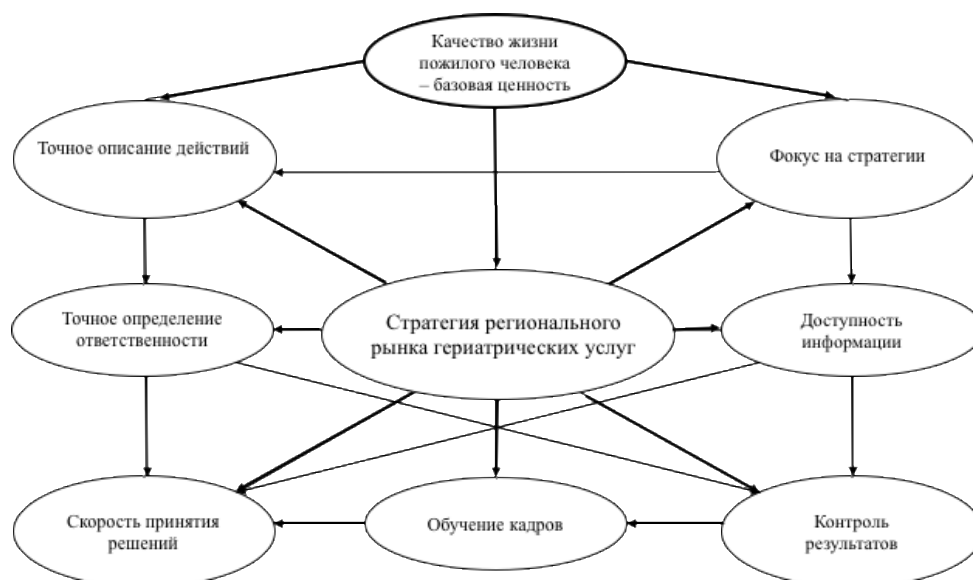 Качество жизни
пожилого человека
– базовая ценность
Точное описание действий
Фокус на стратегии
Точное определение
ответственности
Стратегия регионального
рынка гериатрических услуг
Доступность
информации
Скорость принятия
решений
Обучение кадров
Контроль
результатов